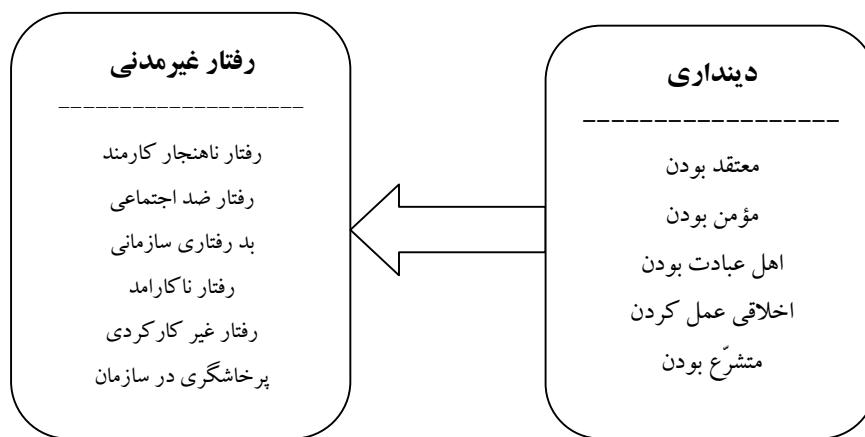 دینداری
معتقد بودن
مؤمن بودن
اهل عبادت بودن
اخلاقی عمل کردن
متشرّع بودن
رفتار غیرمدنی
رفتار ناهنجار کارمند
رفتار ضد اجتماعی
بد رفتاری سازمانی
رفتار ناکارامد
رفتار غیر کارکردی
پرخاشگری در سازمان